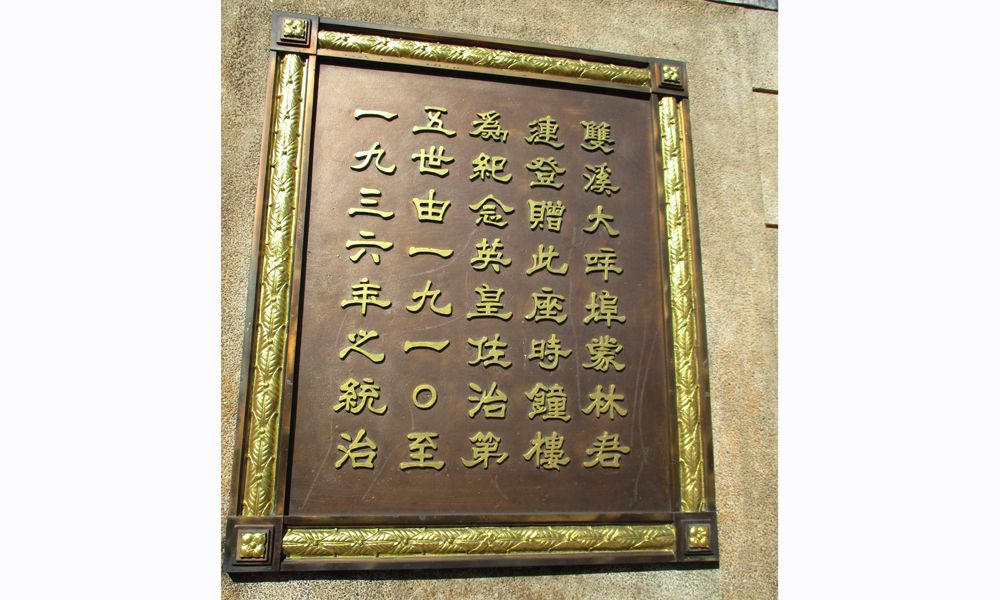 雙溪大哖埠蒙林君
漣登贈此座時鐘樓
為紀念英皇佐治第
五世由一九一〇至
一九三六年之統治